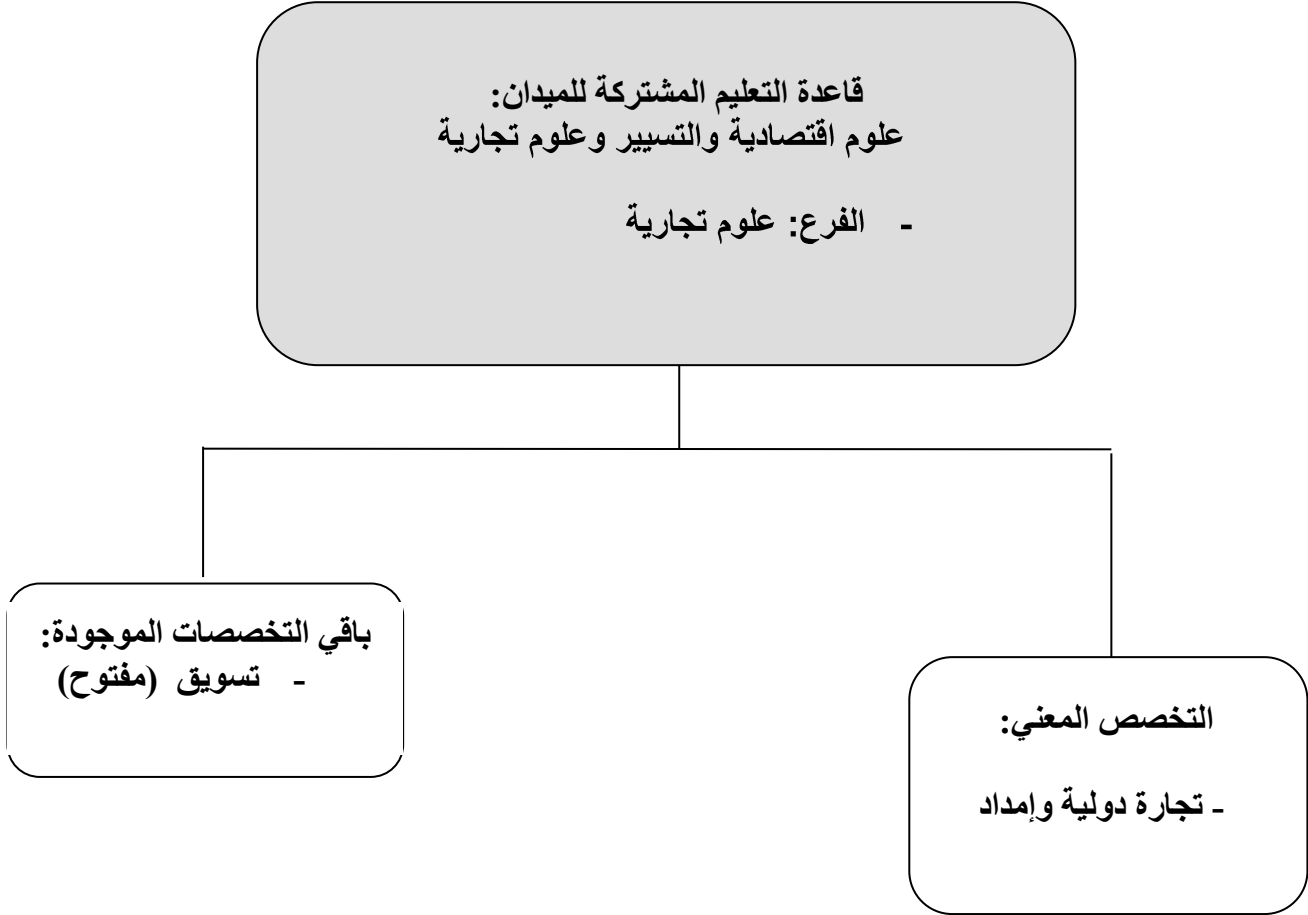 قاعدة التعليم المشتركة للميدان:
علوم اقتصادية والتسيير وعلوم تجارية
- الفرع: علوم تجارية
التخصص المعني:
- تجارة دولية وإمداد
باقي التخصصات الموجودة:
- تسويق (مفتوح)